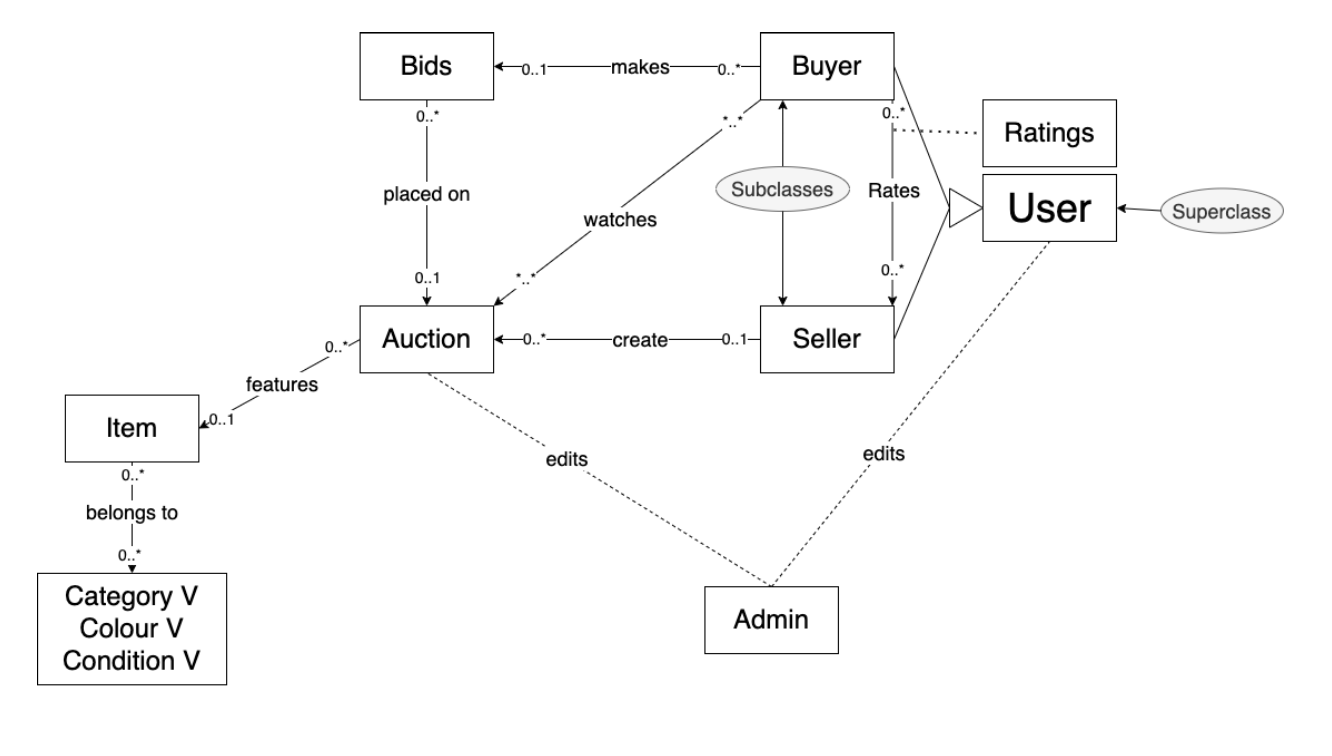 Bids
0..1
makes
0..*
Buyer
0..*
*..*
0..*
Ratings
placed on
Subclasses
Rates
User
Superclass
watches
0..1
*..*
0..*
Auction
0..*
create
0..1
Seller
0..*
features
0..1
Item
edits
edits
0..*
belongs to
0..*
Category V
Colour V
Condition V
Admin